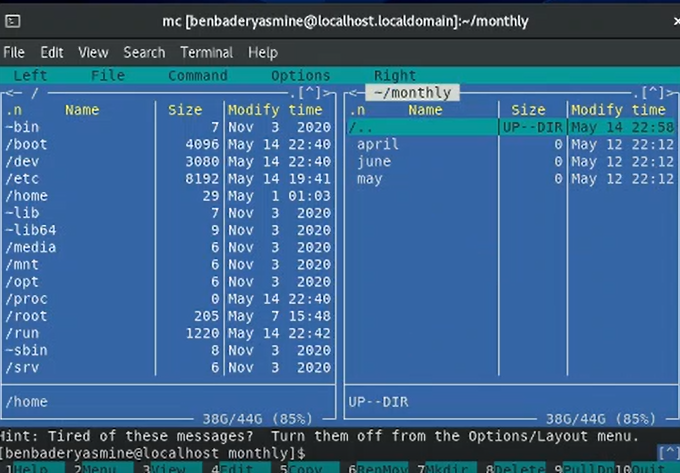 mc [benbaderyasmine@localhost.localdomain]:~/monthly
File Edit View Search Terminal Help
Left File Command Options Right
<─ / .[^]> <─ ~/monthly .[^]>
.n Name Size Modify time .n Name Size Modify time
~bin 7 Nov 3 2020 /.. UP--DIR May 14 22:58
/boot 4096 May 14 22:40 april 0 May 12 22:12
/dev 3080 May 14 22:40 june 0 May 12 22:12
/etc 8192 May 14 19:41 may 0 May 12 22:12
/home 29 May 1 01:03
~lib 7 Nov 3 2020
~lib64 9 Nov 3 2020
/media 6 Nov 3 2020
/mnt 6 Nov 3 2020
/opt 6 Nov 3 2020
/proc 0 May 14 22:40
/root 205 May 7 15:48
/run 1220 May 14 22:42
~sbin 8 Nov 3 2020
/srv 6 Nov 3 2020
/home UP--DIR
38G/44G (85%) 38G/44G (85%)
Hint: Tired of these messages? Turn them off from the Options/Layout menu.
[benbaderyasmine@localhost monthly]$ [^]
1Help 2Menu 3View 4Edit 5Copy 6RenMov 7Mkdir 8Delete 9PullDn 10Quit